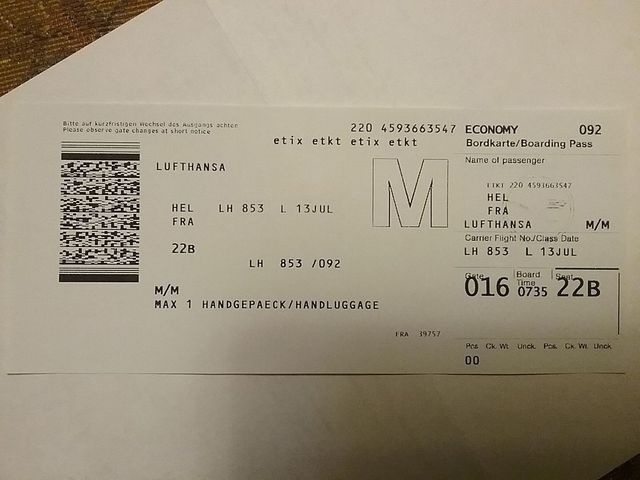 Bitte auf kurzfristigen Wechsel des Ausgangs achten
Please observe gate changes at short notice
220 4593663547
etix etkt etix etkt
LUFTHANSA
M
HEL LH 853 L 13JUL
FRA
22B
LH 853 /092
M/M
MAX 1 HANDGEPAECK/HANDLUGGAGE
FRA 39757
ECONOMY 092
Bordkarte/Boarding Pass
Name of passenger
ETKT 220 4593663547
HEL
FRA
LUFTHANSA M/M
Carrier Flight No./Class Date
LH 853 L 13JUL
Gate Board. Time Seat
016 0735 22B
Pcs. Ck. Wt. Unck. Pcs. Ck. Wt. Unck.
00